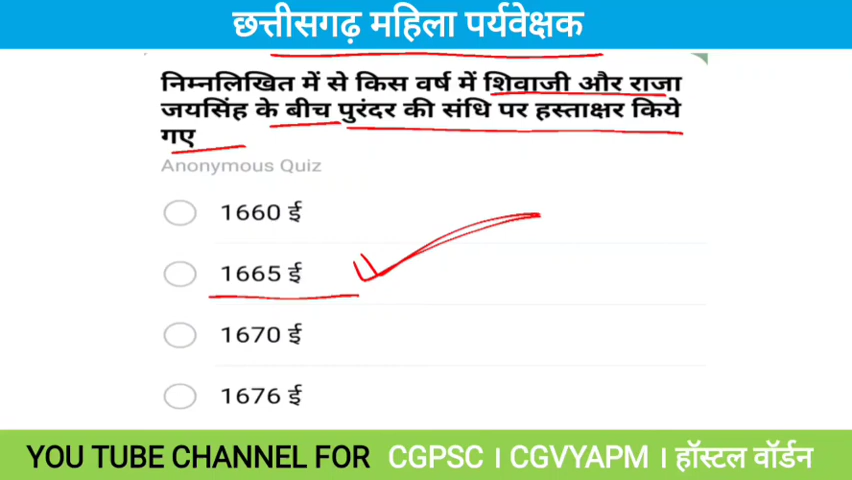 छत्तीसगढ़ महिला पर्यवेक्षक
निम्नलिखित में से किस वर्ष में शिवाजी और राजा
जयसिंह के बीच पुरंदर की संधि पर हस्ताक्षर किये
गए
Anonymous Quiz
1660 ई
1665 ई
1670 ई
1676 ई
YOU TUBE CHANNEL FOR CGPSC । CGVYAPM । हॉस्टल वॉर्डन